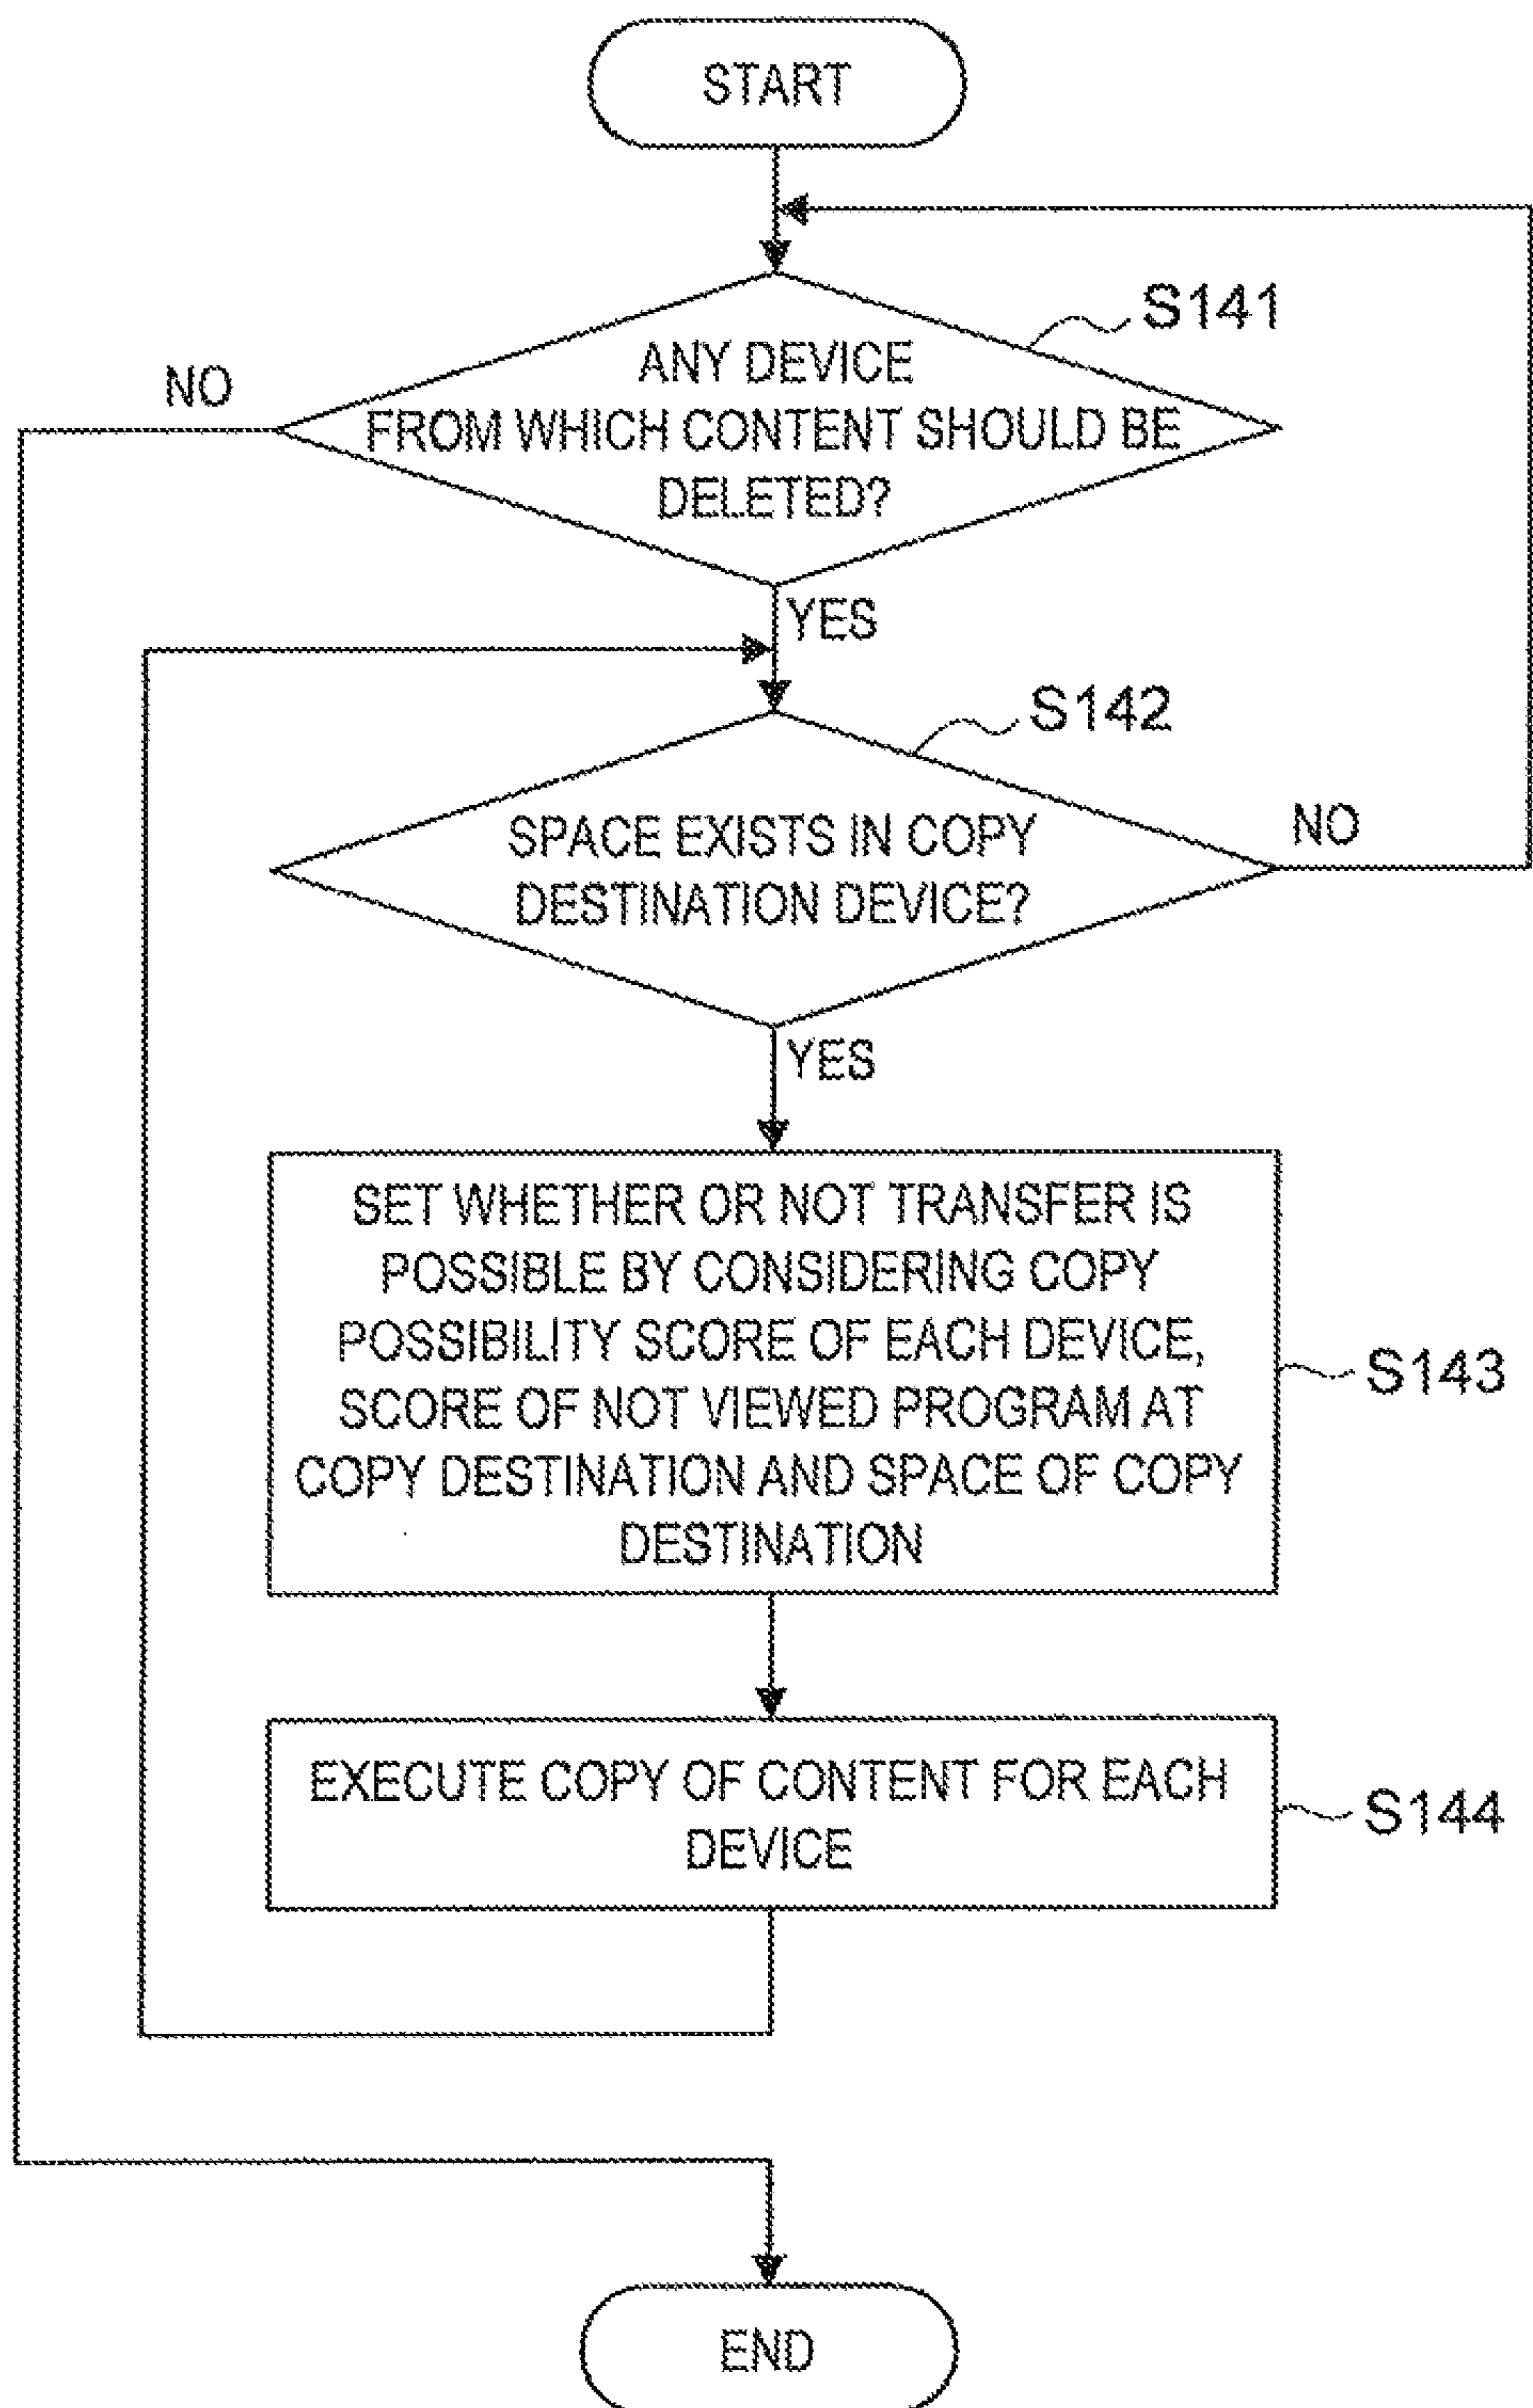 START
S141
NO
ANY DEVICE
FROM WHICH CONTENT SHOULD BE
DELETED?
YES
S142
SPACE EXISTS IN COPY
DESTINATION DEVICE?
NO
YES
SET WHETHER OR NOT TRANSFER IS
POSSIBLE BY CONSIDERING COPY
POSSIBILITY SCORE OF EACH DEVICE,
SCORE OF NOT VIEWED PROGRAM AT
COPY DESTINATION AND SPACE OF COPY
DESTINATION
S143
EXECUTE COPY OF CONTENT FOR EACH
DEVICE
S144
END